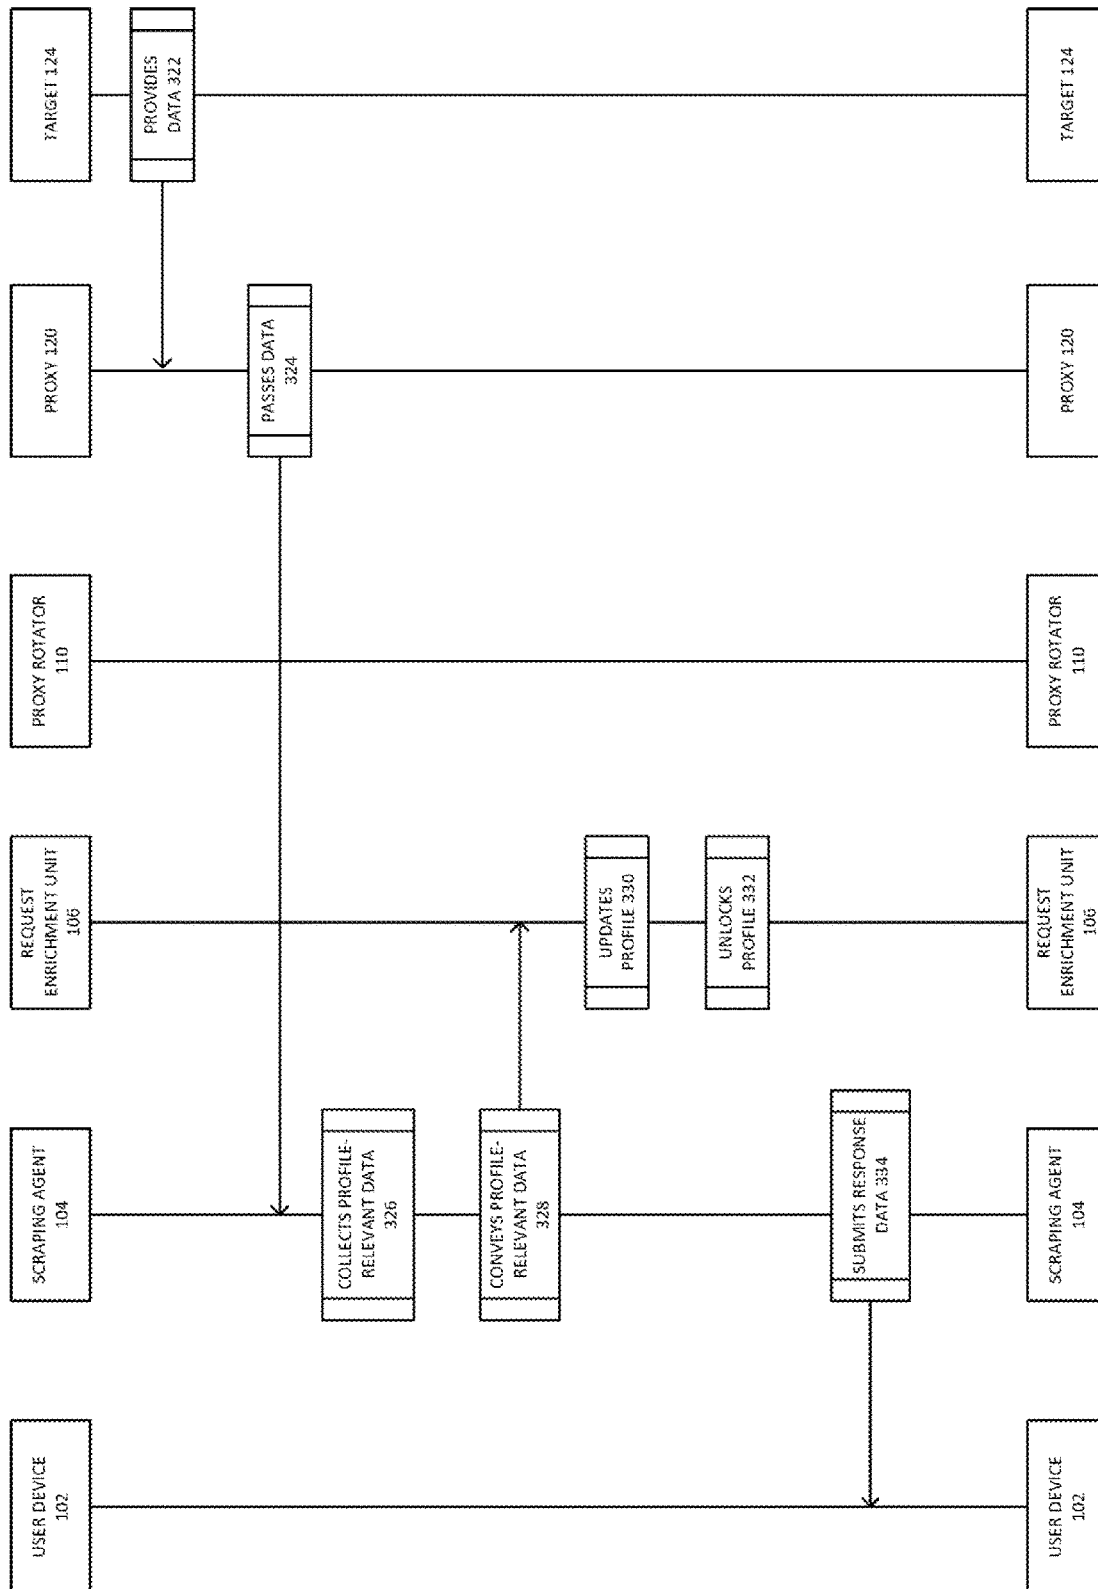 USER DEVICE
102
SCRAPING AGENT
104
REQUEST
ENRICHMENT UNIT
106
PROXY ROTATOR
110
PROXY 120
TARGET 124
PROVIDES
DATA 322
PASSES DATA
324
COLLECTS PROFILE-
RELEVANT DATA
326
CONVEYS PROFILE-
RELEVANT DATA
328
UPDATES
PROFILE 330
UNLOCKS
PROFILE 332
SUBMITS RESPONSE
DATA 334
USER DEVICE
102
SCRAPING AGENT
104
REQUEST
ENRICHMENT UNIT
106
PROXY ROTATOR
110
PROXY 120
TARGET 124